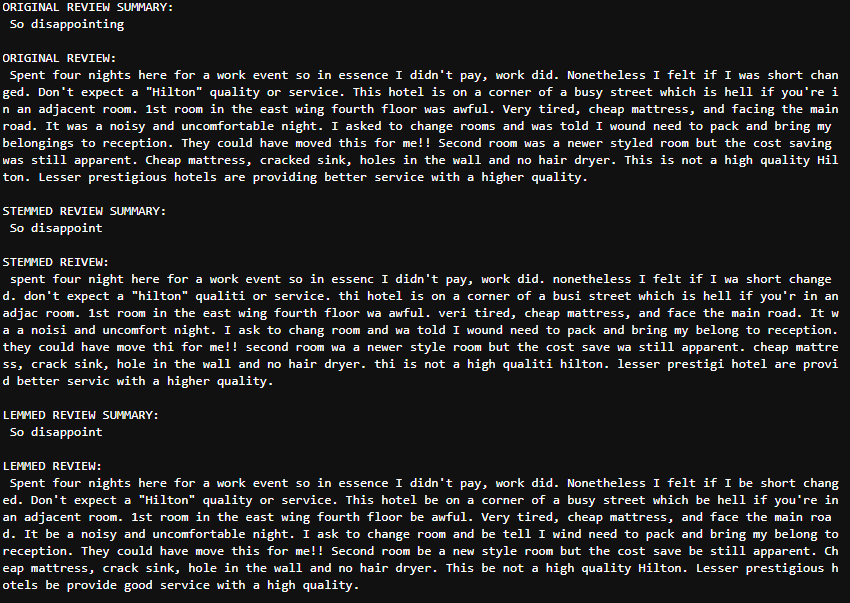 ORIGINAL REVIEW SUMMARY:
So disappointing
ORIGINAL REVIEW:
Spent four nights here for a work event so in essence I didn't pay, work did. Nonetheless I felt if I was short chan
ged. Don't expect a "Hilton" quality or service. This hotel is on a corner of a busy street which is hell if you're i
n an adjacent room. 1st room in the east wing fourth floor was awful. Very tired, cheap mattress, and facing the main
road. It was a noisy and uncomfortable night. I asked to change rooms and was told I wound need to pack and bring my
belongings to reception. They could have moved this for me!! Second room was a newer styled room but the cost saving
was still apparent. Cheap mattress, cracked sink, holes in the wall and no hair dryer. This is not a high quality Hil
ton. Lesser prestigious hotels are providing better service with a higher quality.
STEMMED REVIEW SUMMARY:
So disappoint
STEMMED REIVEW:
spent four night here for a work event so in essenc I didn't pay, work did. nonetheless I felt if I wa short change
d. don't expect a "hilton" qualiti or service. thi hotel is on a corner of a busi street which is hell if you'r in an
adjac room. 1st room in the east wing fourth floor wa awful. veri tired, cheap mattress, and face the main road. It w
a a noisi and uncomfort night. I ask to chang room and wa told I wound need to pack and bring my belong to reception.
they could have move thi for me!! second room wa a newer style room but the cost save wa still apparent. cheap mattre
ss, crack sink, hole in the wall and no hair dryer. thi is not a high qualiti hilton. lesser prestigi hotel are provi
d better servic with a higher quality.
LEMMED REVIEW SUMMARY:
So disappoint
LEMMED REVIEW:
Spent four nights here for a work event so in essence I didn't pay, work did. Nonetheless I felt if I be short chang
ed. Don't expect a "Hilton" quality or service. This hotel be on a corner of a busy street which be hell if you're in
an adjacent room. 1st room in the east wing fourth floor be awful. Very tired, cheap mattress, and face the main roa
d. It be a noisy and uncomfortable night. I ask to change room and be tell I wind need to pack and bring my belong to
reception. They could have move this for me!! Second room be a new style room but the cost save be still apparent. Ch
eap mattress, crack sink, hole in the wall and no hair dryer. This be not a high quality Hilton. Lesser prestigious h
otels be provide good service with a high quality.